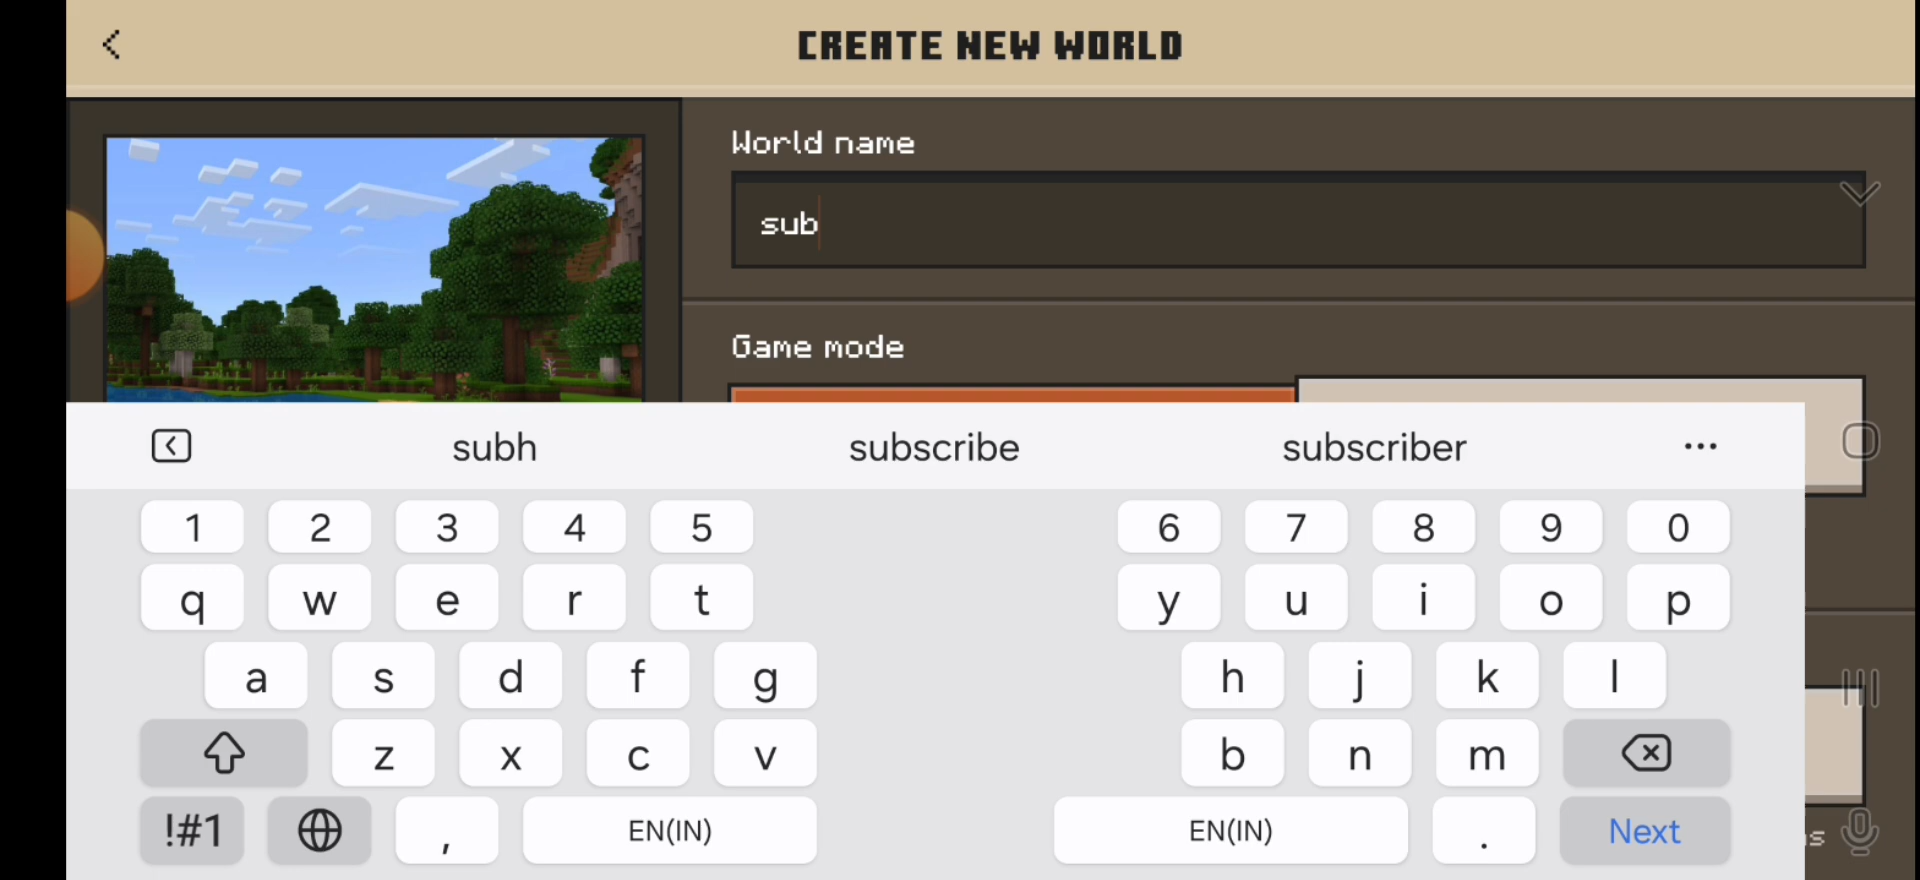 CREATE NEW WORLD
World name
sub
Game mode
subh subscribe subscriber ...
1 2 3 4 5 6 7 8 9 0
q w e r t y u i o p
a s d f g h j k l
z x c v b n m
!#1 , EN(IN) EN(IN) . Next